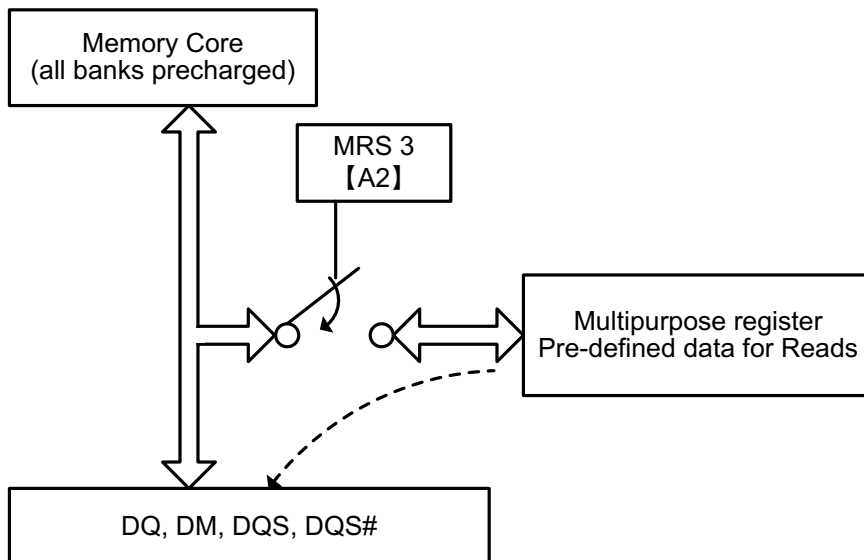 Memory Core
(all banks precharged)
MRS 3
【A2】
Multipurpose register
Pre-defined data for Reads
DQ, DM, DQS, DQS#